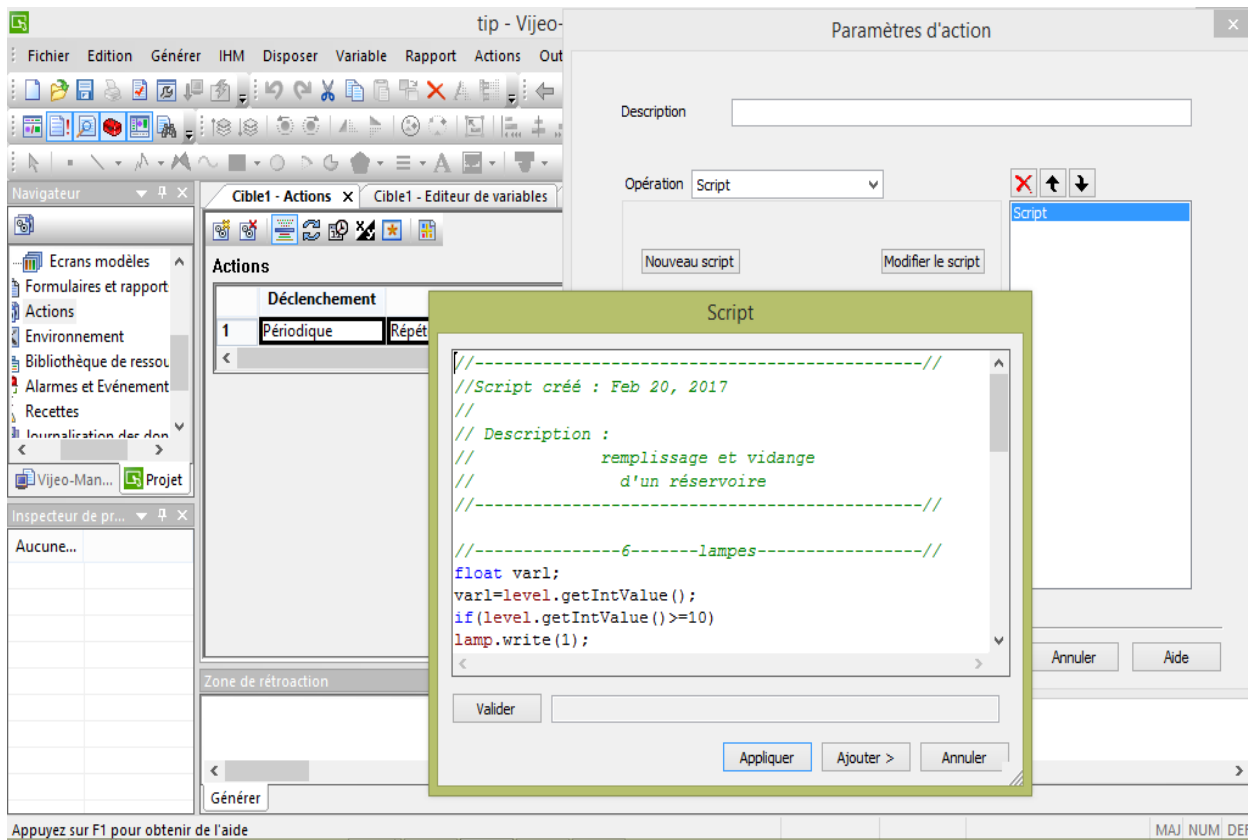 tip - Vijeo-
Fichier Edition Générer IHM Disposer Variable Rapport Actions Out
Paramètres d'action
Description
Opération Script
Script
Nouveau script Modifier le script
Navigateur
Ecrans modèles
Formulaires et rapport
Actions
Environnement
Bibliothèque de ressou
Alarmes et Evénement
Recettes
Journalisation des don
Vijeo-Man... Projet
Inspecteur de pr...
Aucune...
Cible1 - Actions X Cible1 - Editeur de variables
Actions
Déclenchement
1 Périodique Répét
Script
//----------------------------------------------//
//Script créé : Feb 20, 2017
//
// Description :
// remplissage et vidange
// d'un réservoire
//----------------------------------------------//
//---------------6-------lampes-----------------//
float varl;
varl=level.getIntValue();
if(level.getIntValue()>=10)
lamp.write(1);
Valider
Appliquer Ajouter > Annuler
Annuler Aide
Zone de rétroaction
Générer
Appuyez sur F1 pour obtenir de l'aide
MAJ NUM DEF